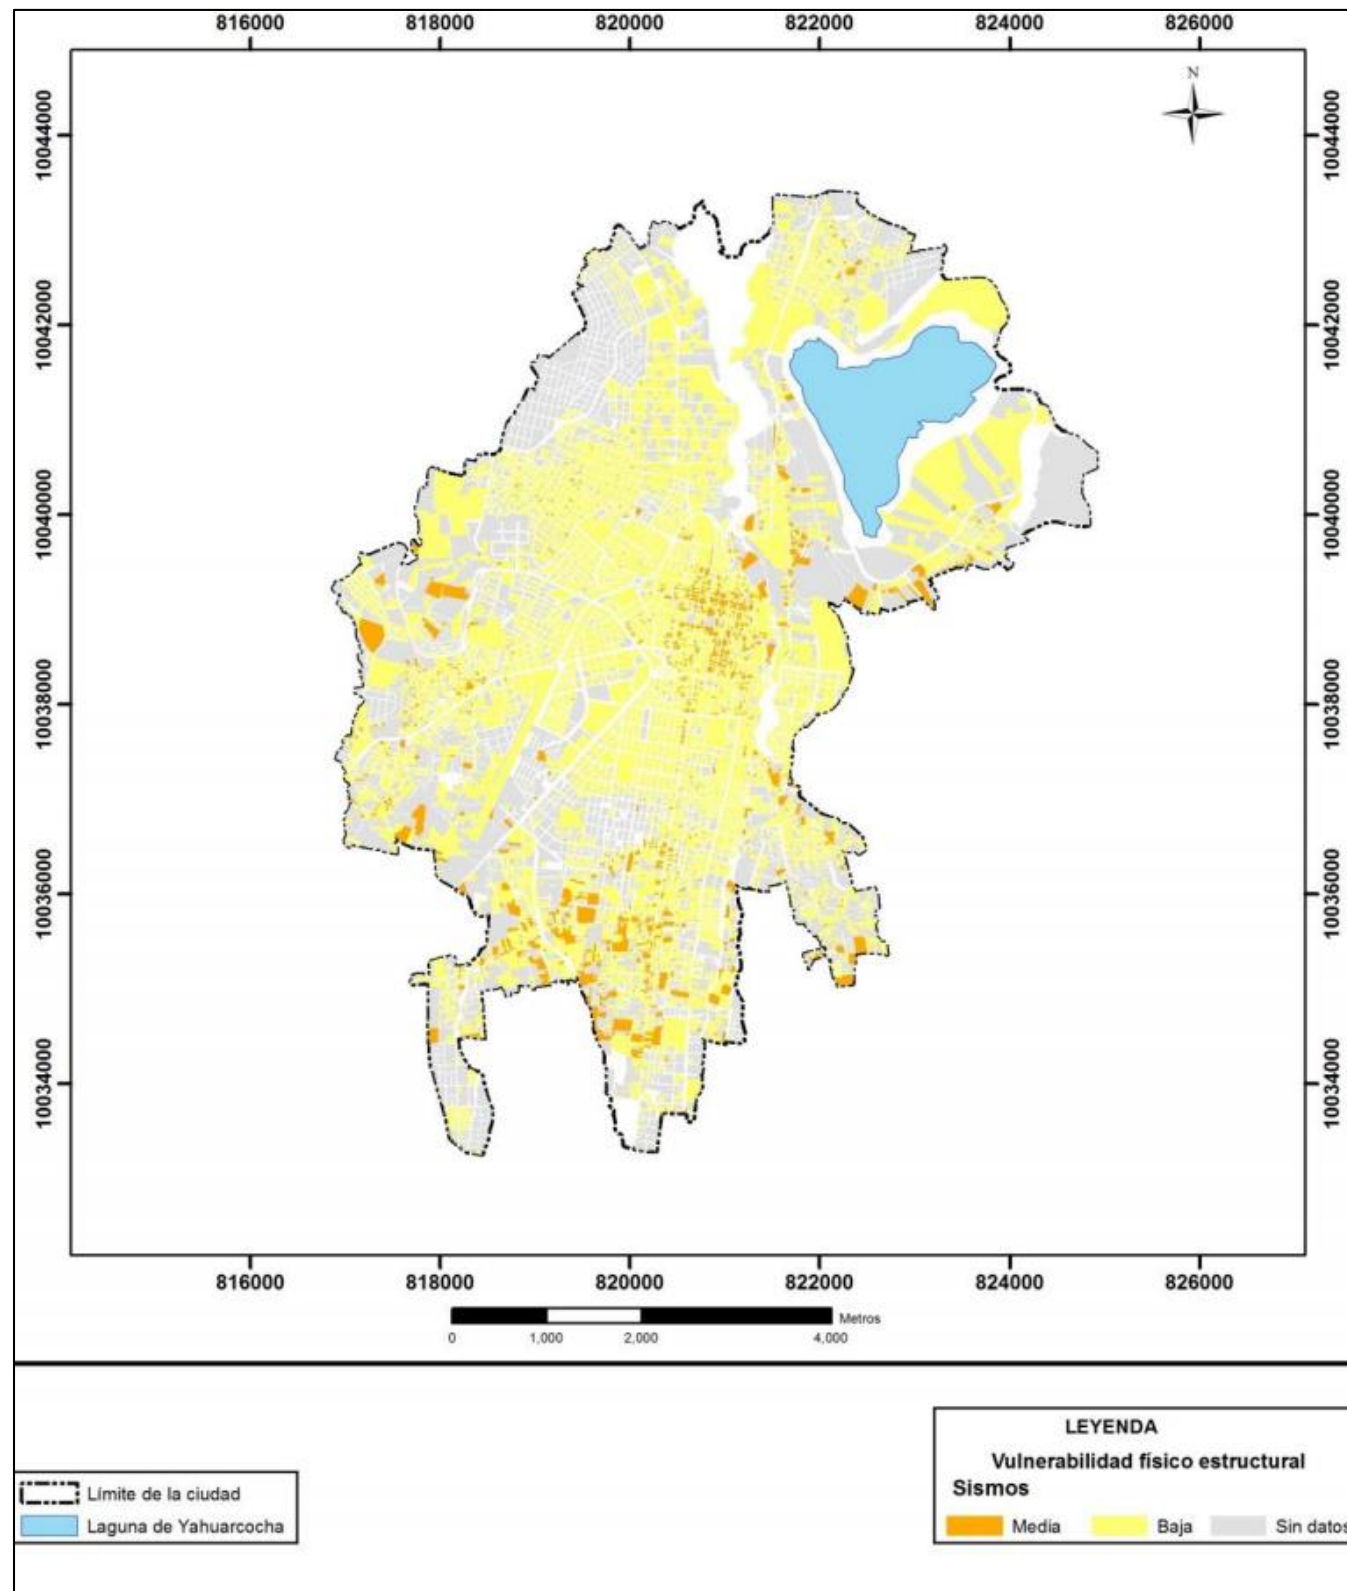 816000 818000 820000 822000 824000 826000
N
10044000 10044000
10042000 10042000
10040000 10040000
10038000 10038000
10036000 10036000
10034000 10034000
816000 818000 820000 822000 824000 826000
Metros
0 1,000 2,000 4,000
LEYENDA
Vulnerabilidad físico estructural
Sismos
Media Baja Sin datos
Límite de la ciudad
Laguna de Yahuarcocha